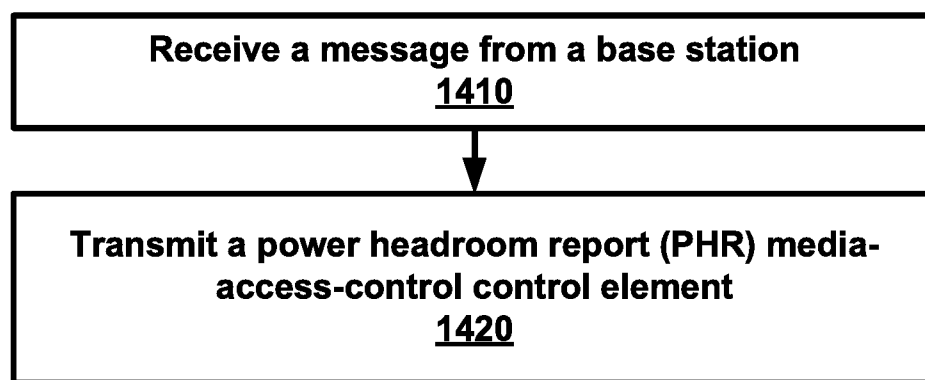 Receive a message from a base station
1410
Transmit a power headroom report (PHR) media-
access-control control element
1420